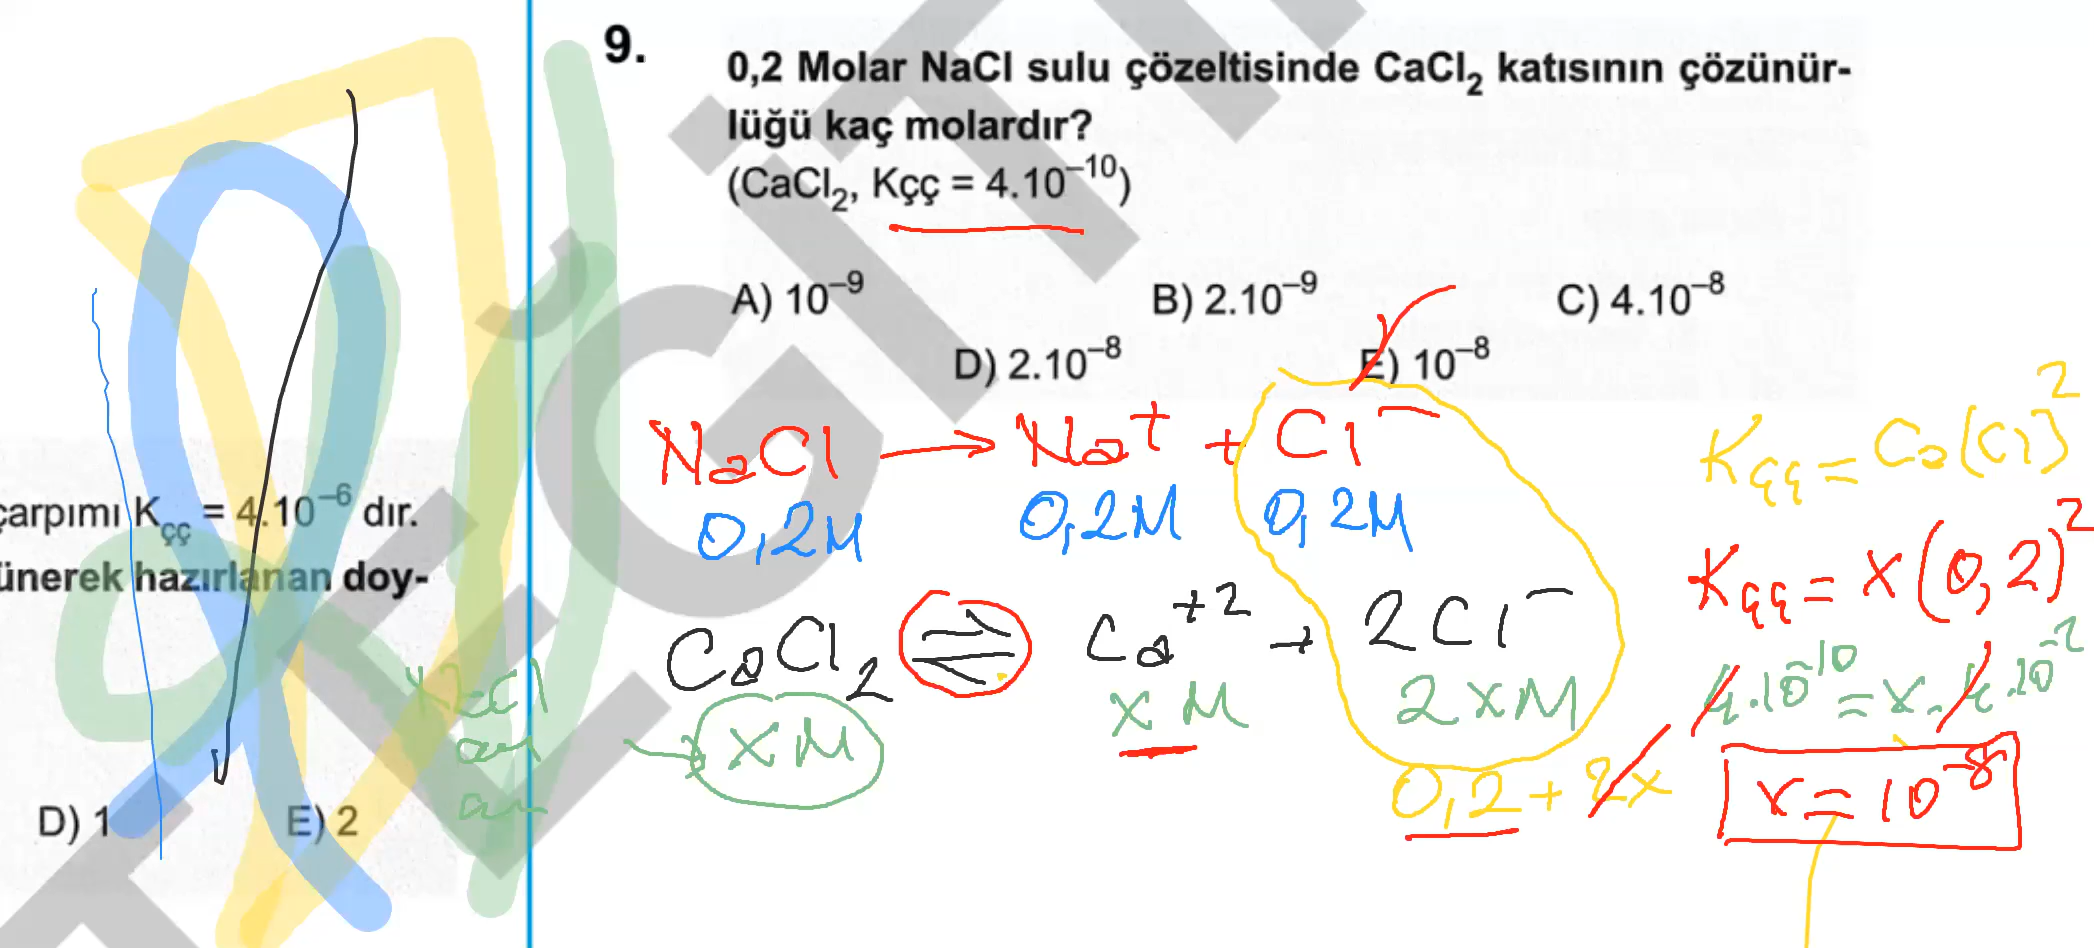 9.
0,2 Molar NaCl sulu çözeltisinde CaCl₂ katısının çözünür-
lüğü kaç molardır?
(CaCl₂, Kçç = 4.10⁻¹⁰)
A) 10⁻⁹
B) 2.10⁻⁹
C) 4.10⁻⁸
D) 2.10⁻⁸
E) 10⁻⁸
NaCl → Na⁺ + Cl⁻
0,2M 0,2M 0,2M
CaCl₂ ⇌ Ca⁺² + 2Cl⁻
xM xM 2xM
0,2 + 2x
Kçç = Ca(Cl)²
Kçç = x(0,2)²
4.10⁻¹⁰ = x.4.10⁻²
x = 10⁻⁸
çarpımı Kçç = 4.10⁻⁶ dır.
ünerek hazırlanan doy-
D) 1
E) 2